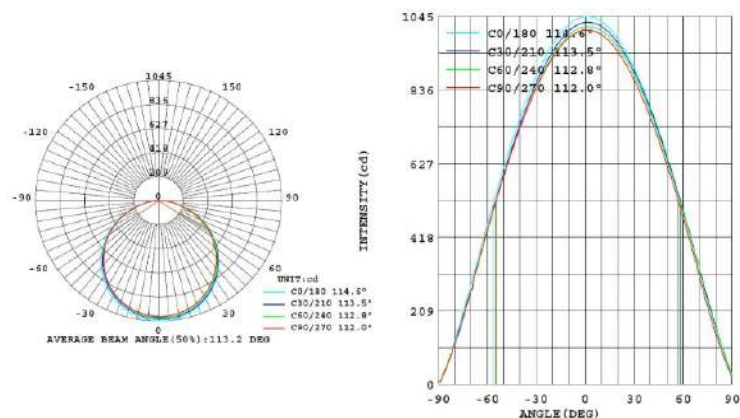 -150
1045
150
836
-120
627
120
418
209
-90
0
90
-60
60
-30
0
30
UNIT:cd
C0/180 114.6°
C30/210 113.5°
C60/240 112.8°
C90/270 112.0°
AVERAGE BEAM ANGLE(50%):113.2 DEG
INTENSITY(cd)
1045
836
627
418
209
0
C0/180 114.6°
C30/210 113.5°
C60/240 112.8°
C90/270 112.0°
-90 -60 -30 0 30 60 90
ANGLE(DEG)